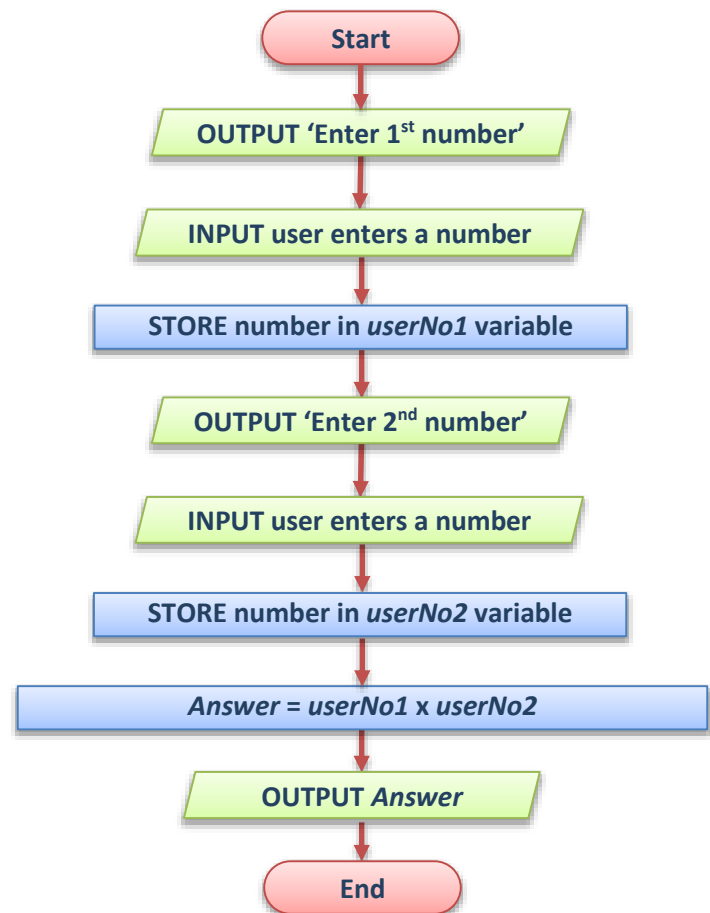 Start
OUTPUT ‘Enter 1st number’
INPUT user enters a number
STORE number in userNo1 variable
OUTPUT ‘Enter 2nd number’
INPUT user enters a number
STORE number in userNo2 variable
Answer = userNo1 x userNo2
OUTPUT Answer
End